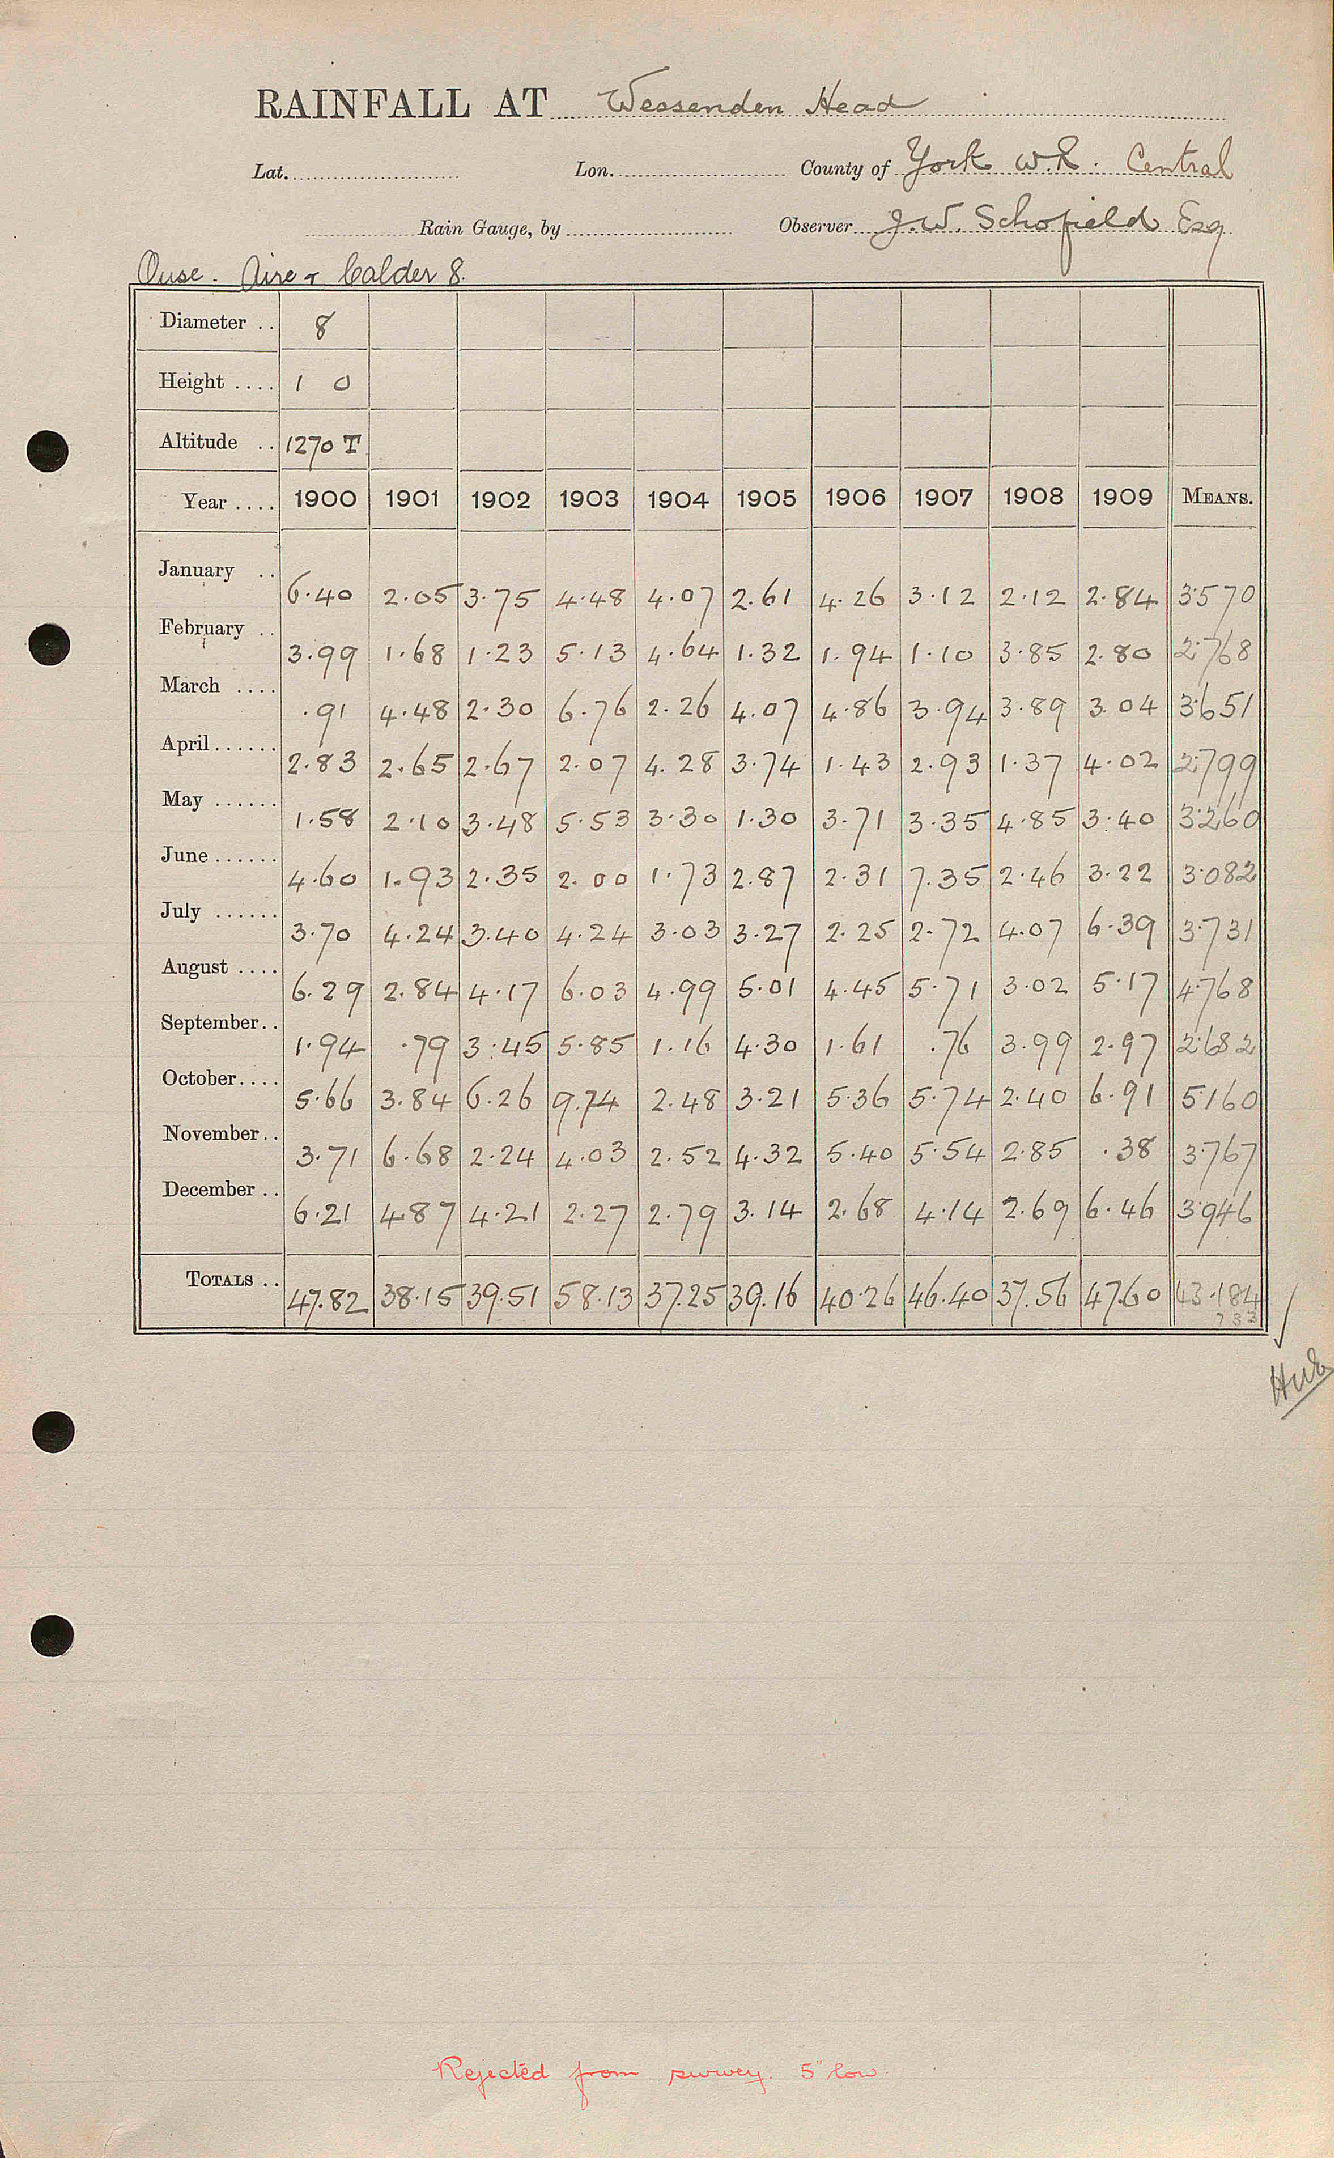 RAINFALL AT Wessenden Head
Lat. Lon. County of York W.R. Central
Rain Gauge, by Observer J.W. Schofield Esq
Ouse. Aire & Calder 8.
Diameter .. 8
Height .... 1 0
Altitude .. 1270 T
Year .... 1900 1901 1902 1903 1904 1905 1906 1907 1908 1909 MEANS.
January .. 6.40 2.05 3.75 4.48 4.07 2.61 4.26 3.12 2.12 2.84 3.570
February .. 3.99 1.68 1.23 5.13 4.64 1.32 1.94 1.10 3.85 2.80 2.768
March .... .91 4.48 2.30 6.76 2.26 4.07 4.86 3.94 3.89 3.04 3.651
April...... 2.83 2.65 2.67 2.07 4.28 3.74 1.43 2.93 1.37 4.02 2.799
May ...... 1.58 2.10 3.48 5.53 3.30 1.30 3.71 3.35 4.85 3.40 3.260
June...... 4.60 1.93 2.35 2.00 1.73 2.87 2.31 7.35 2.46 3.22 3.082
July ...... 3.70 4.24 3.40 4.24 3.03 3.27 2.25 2.72 4.07 6.39 3.731
August .... 6.29 2.84 4.17 6.03 4.99 5.01 4.45 5.71 3.02 5.17 4.768
September.. 1.94 .79 3.45 5.85 1.16 4.30 1.61 .76 3.99 2.97 2.682
October.... 5.66 3.84 6.26 9.74 2.48 3.21 5.36 5.74 2.40 6.91 5.160
November.. 3.71 6.68 2.24 4.03 2.52 4.32 5.40 5.54 2.85 .38 3.767
December .. 6.21 4.87 4.21 2.27 2.79 3.14 2.68 4.14 2.69 6.46 3.946
TOTALS .. 47.82 38.15 39.51 58.13 37.25 39.16 40.26 46.40 37.56 47.60 43.184
Rejected from survey. 5" low.